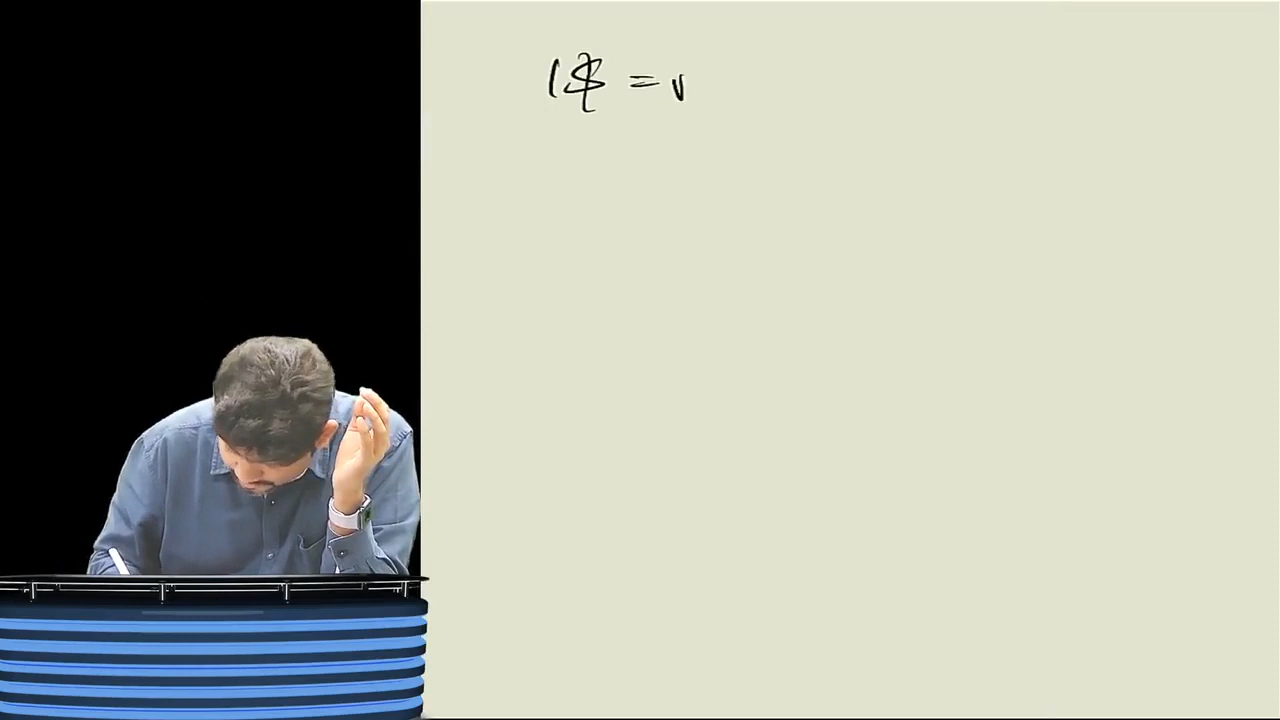 1$ = v